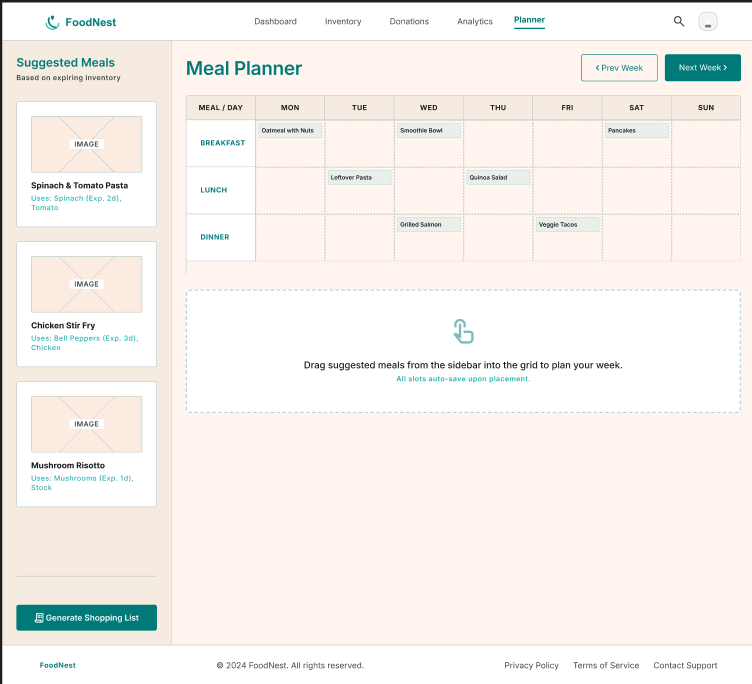 FoodNest
Dashboard Inventory Donations Analytics Planner
Suggested Meals
Based on expiring inventory
IMAGE
Spinach & Tomato Pasta
Uses: Spinach (Exp. 2d),
Tomato
IMAGE
Chicken Stir Fry
Uses: Bell Peppers (Exp. 3d),
Chicken
IMAGE
Mushroom Risotto
Uses: Mushrooms (Exp. 1d),
Stock
Generate Shopping List
Meal Planner
Prev Week
Next Week
MEAL / DAY MON TUE WED THU FRI SAT SUN
BREAKFAST Oatmeal with Nuts Smoothie Bowl Pancakes
LUNCH Leftover Pasta Quinoa Salad
DINNER Grilled Salmon Veggie Tacos
Drag suggested meals from the sidebar into the grid to plan your week.
All slots auto-save upon placement.
FoodNest
© 2024 FoodNest. All rights reserved.
Privacy Policy Terms of Service Contact Support